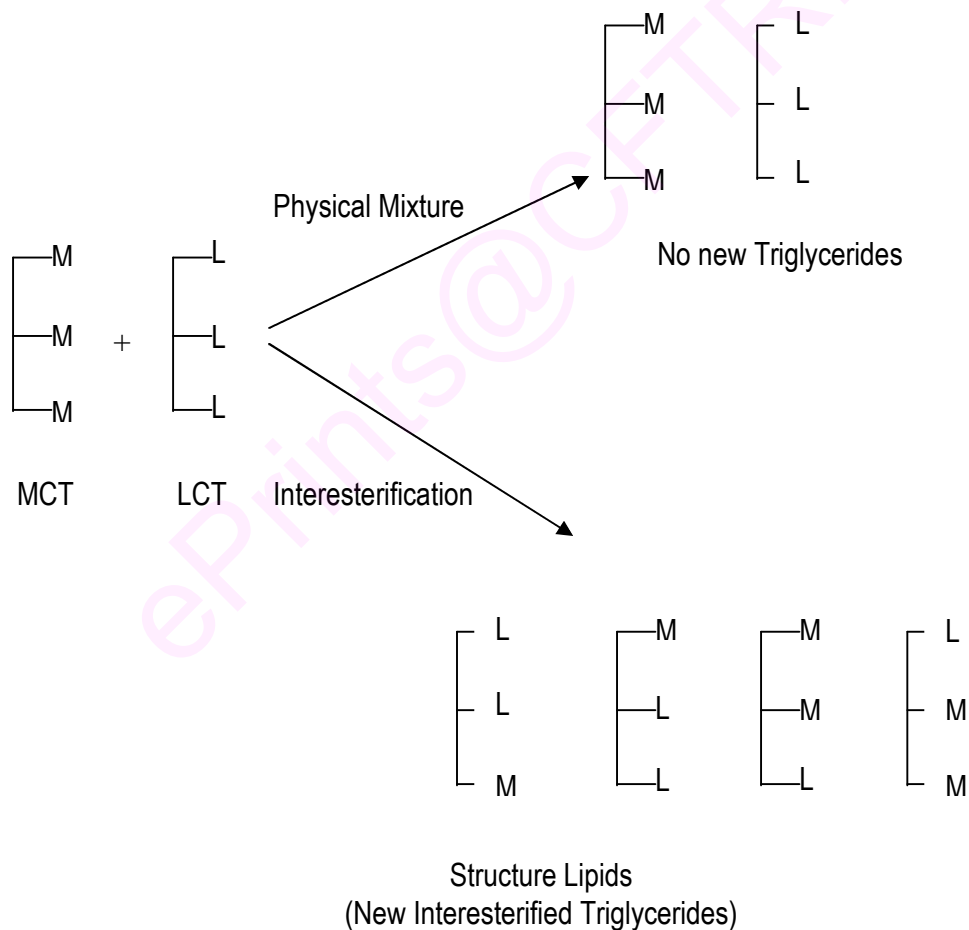 M L
M L
M L
Physical Mixture
No new Triglycerides
M L
M + L
M L
MCT LCT Interesterification
L M M L
L L M M
M L L M
Structure Lipids
(New Interesterified Triglycerides)
ePrints@CFTRI